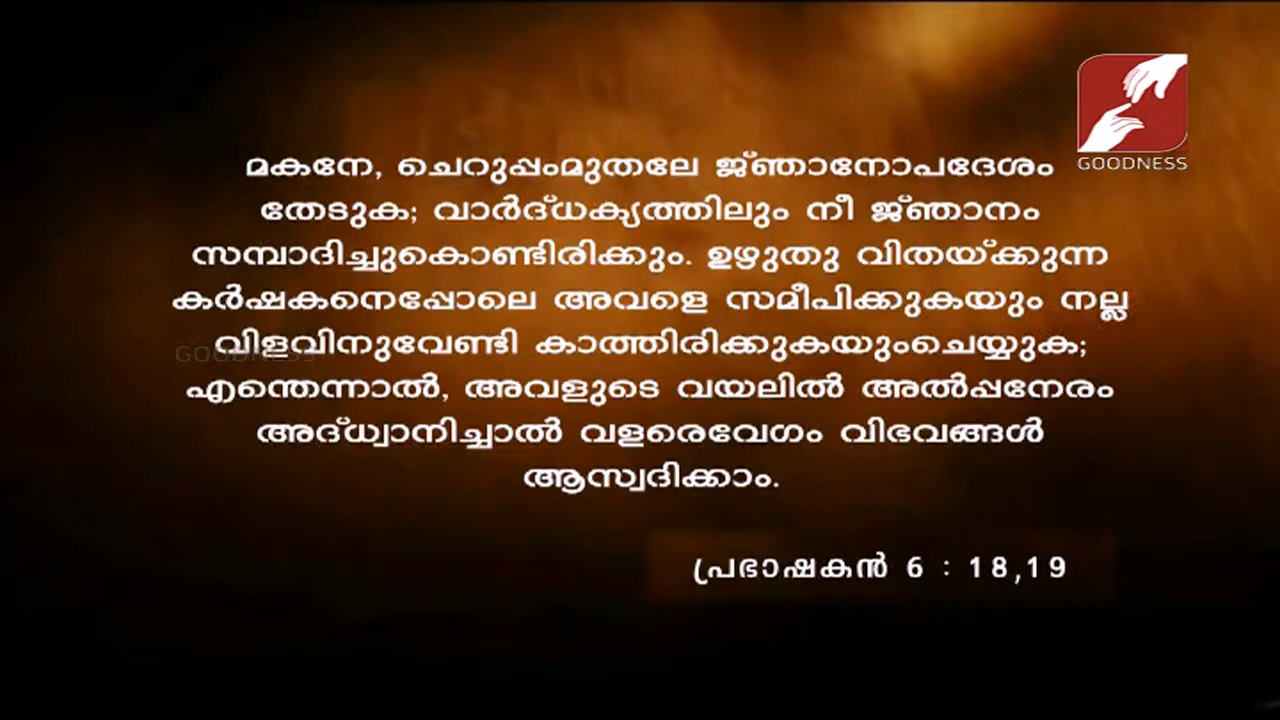 GOODNESS
മകനേ, ചെറുപ്പംമുതലേ ജ്ഞാനോപദേശം
തേടുക; വാർദ്ധക്യത്തിലും നീ ജ്ഞാനം
സമ്പാദിച്ചുകൊണ്ടിരിക്കും. ഉഴുതു വിതയ്ക്കുന്ന
കർഷകനെപ്പോലെ അവളെ സമീപിക്കുകയും നല്ല
വിളവിനുവേണ്ടി കാത്തിരിക്കുകയുംചെയ്യുക;
GOODNESS
എന്തെന്നാൽ, അവളുടെ വയലിൽ അൽപ്പനേരം
അദ്ധ്വാനിച്ചാൽ വളരെവേഗം വിഭവങ്ങൾ
ആസ്വദിക്കാം.
പ്രഭാഷകൻ 6 : 18,19